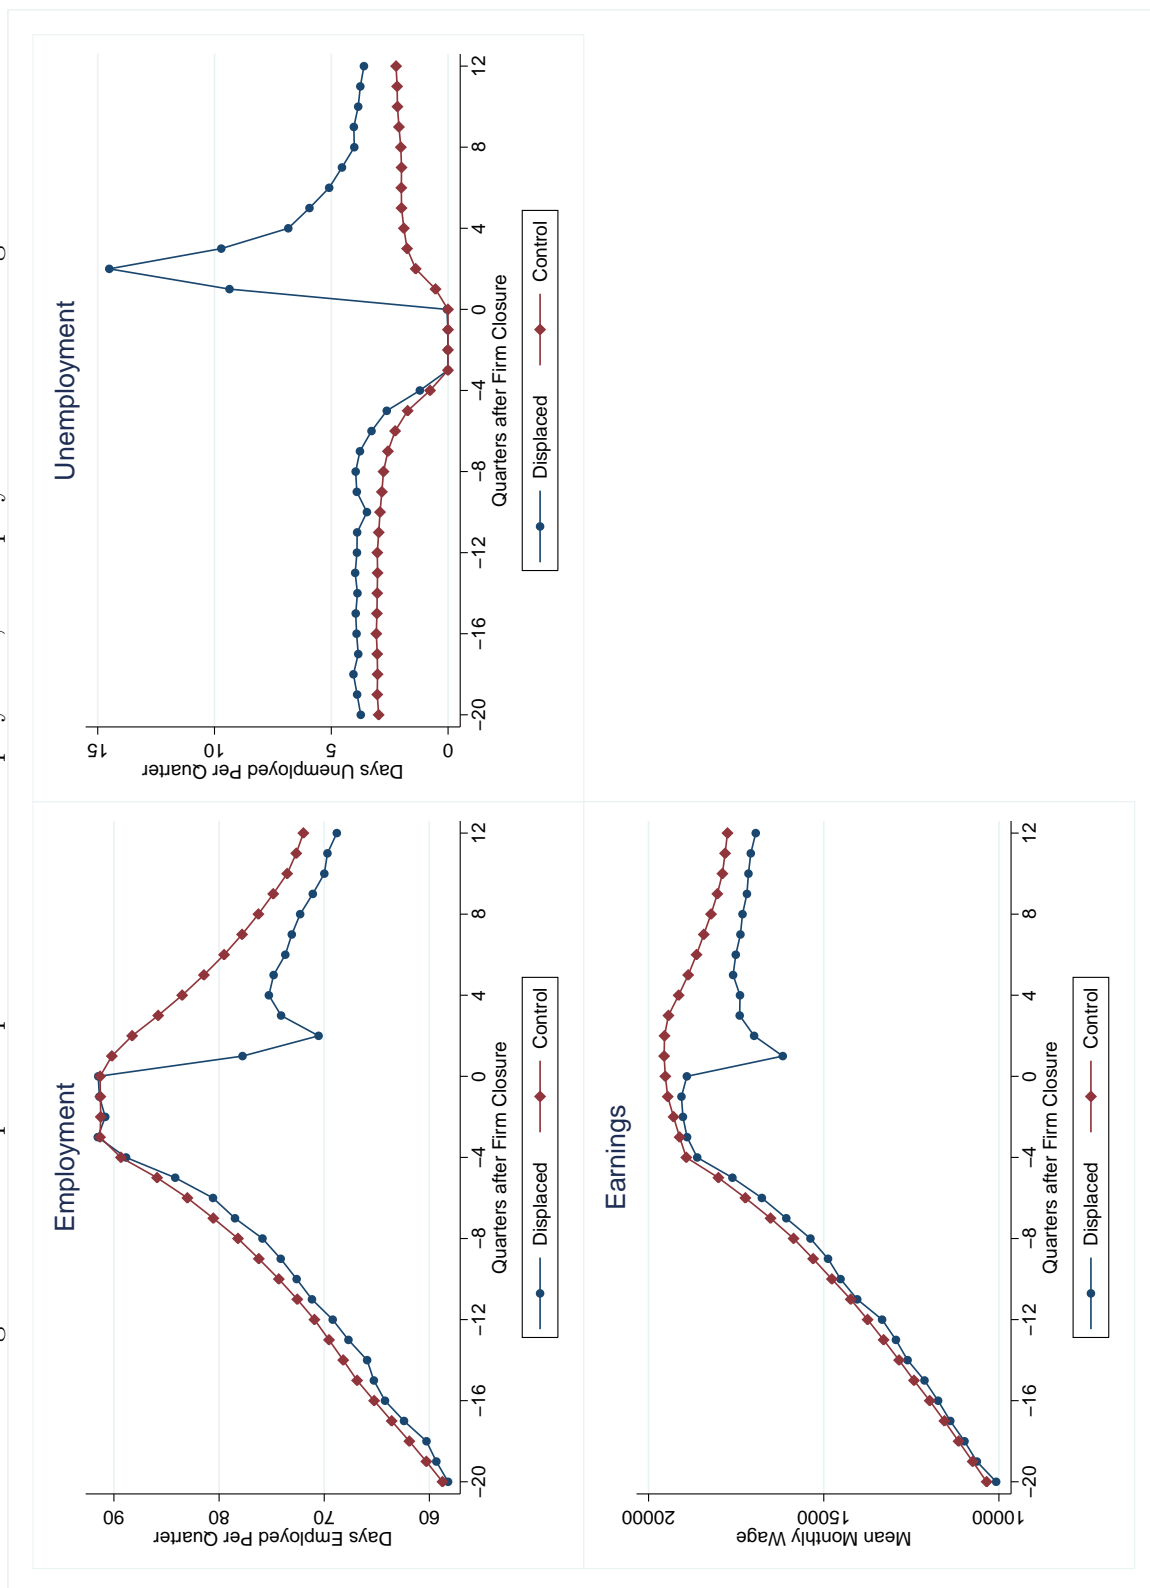 Employment
Days Employed Per Quarter
90
80
70
60
−20 −16 −12 −8 −4 0 4 8 12
Quarters after Firm Closure
Displaced Control
Unemployment
Days Unemployed Per Quarter
15
10
5
0
−20 −16 −12 −8 −4 0 4 8 12
Quarters after Firm Closure
Displaced Control
Earnings
Mean Monthly Wage
20000
15000
10000
−20 −16 −12 −8 −4 0 4 8 12
Quarters after Firm Closure
Displaced Control